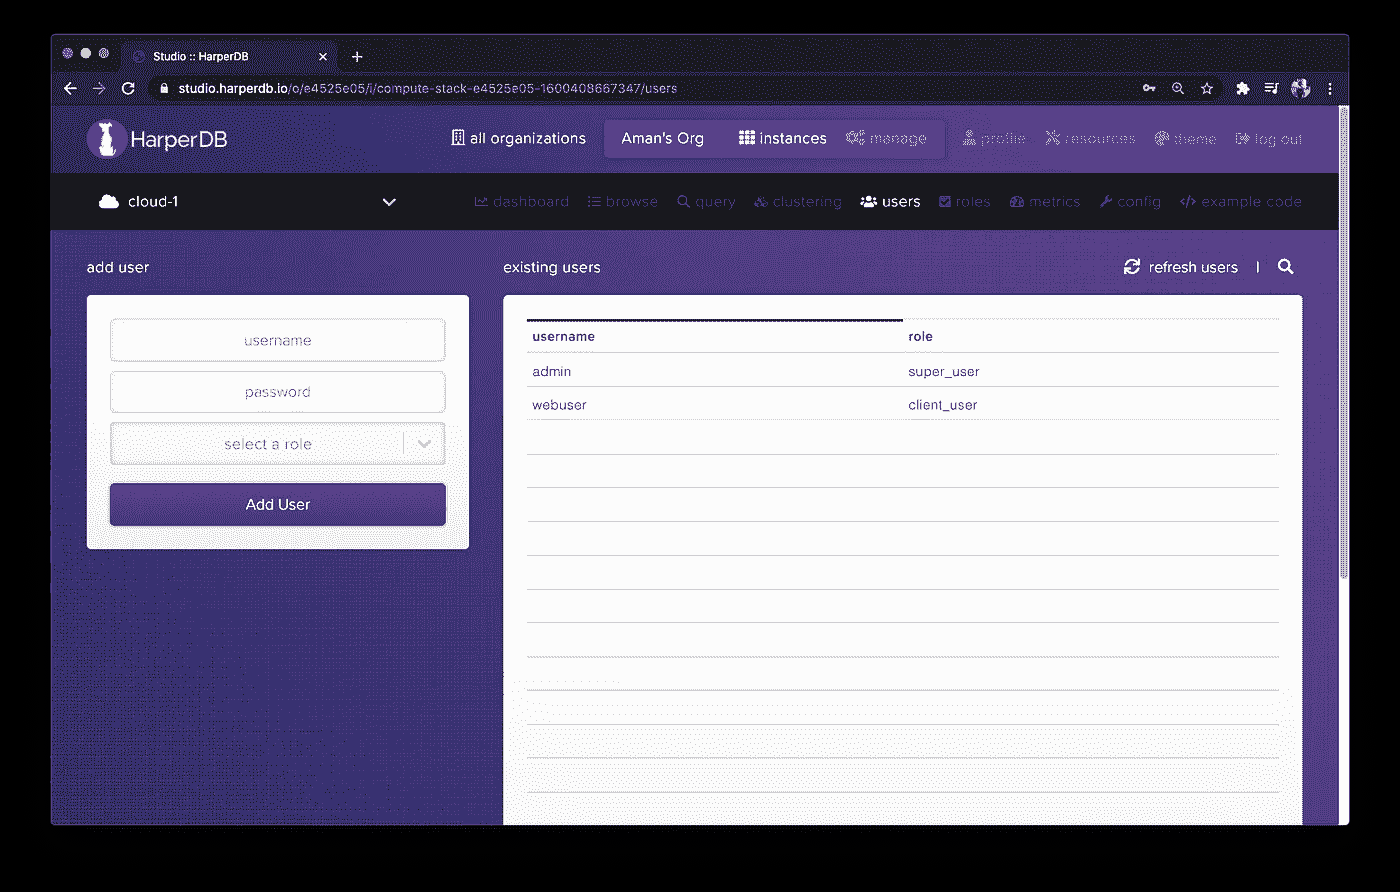 Studio :: HarperDB
studio.harperdb.io/o/e4525e05/i/compute-stack-e4525e05-1600408667347/users
HarperDB
all organizations Aman's Org instances manage profile resources theme log out
cloud-1 dashboard browse query clustering users roles metrics config example code
add user existing users refresh users |
username
password
select a role
Add User
username role
admin super_user
webuser client_user